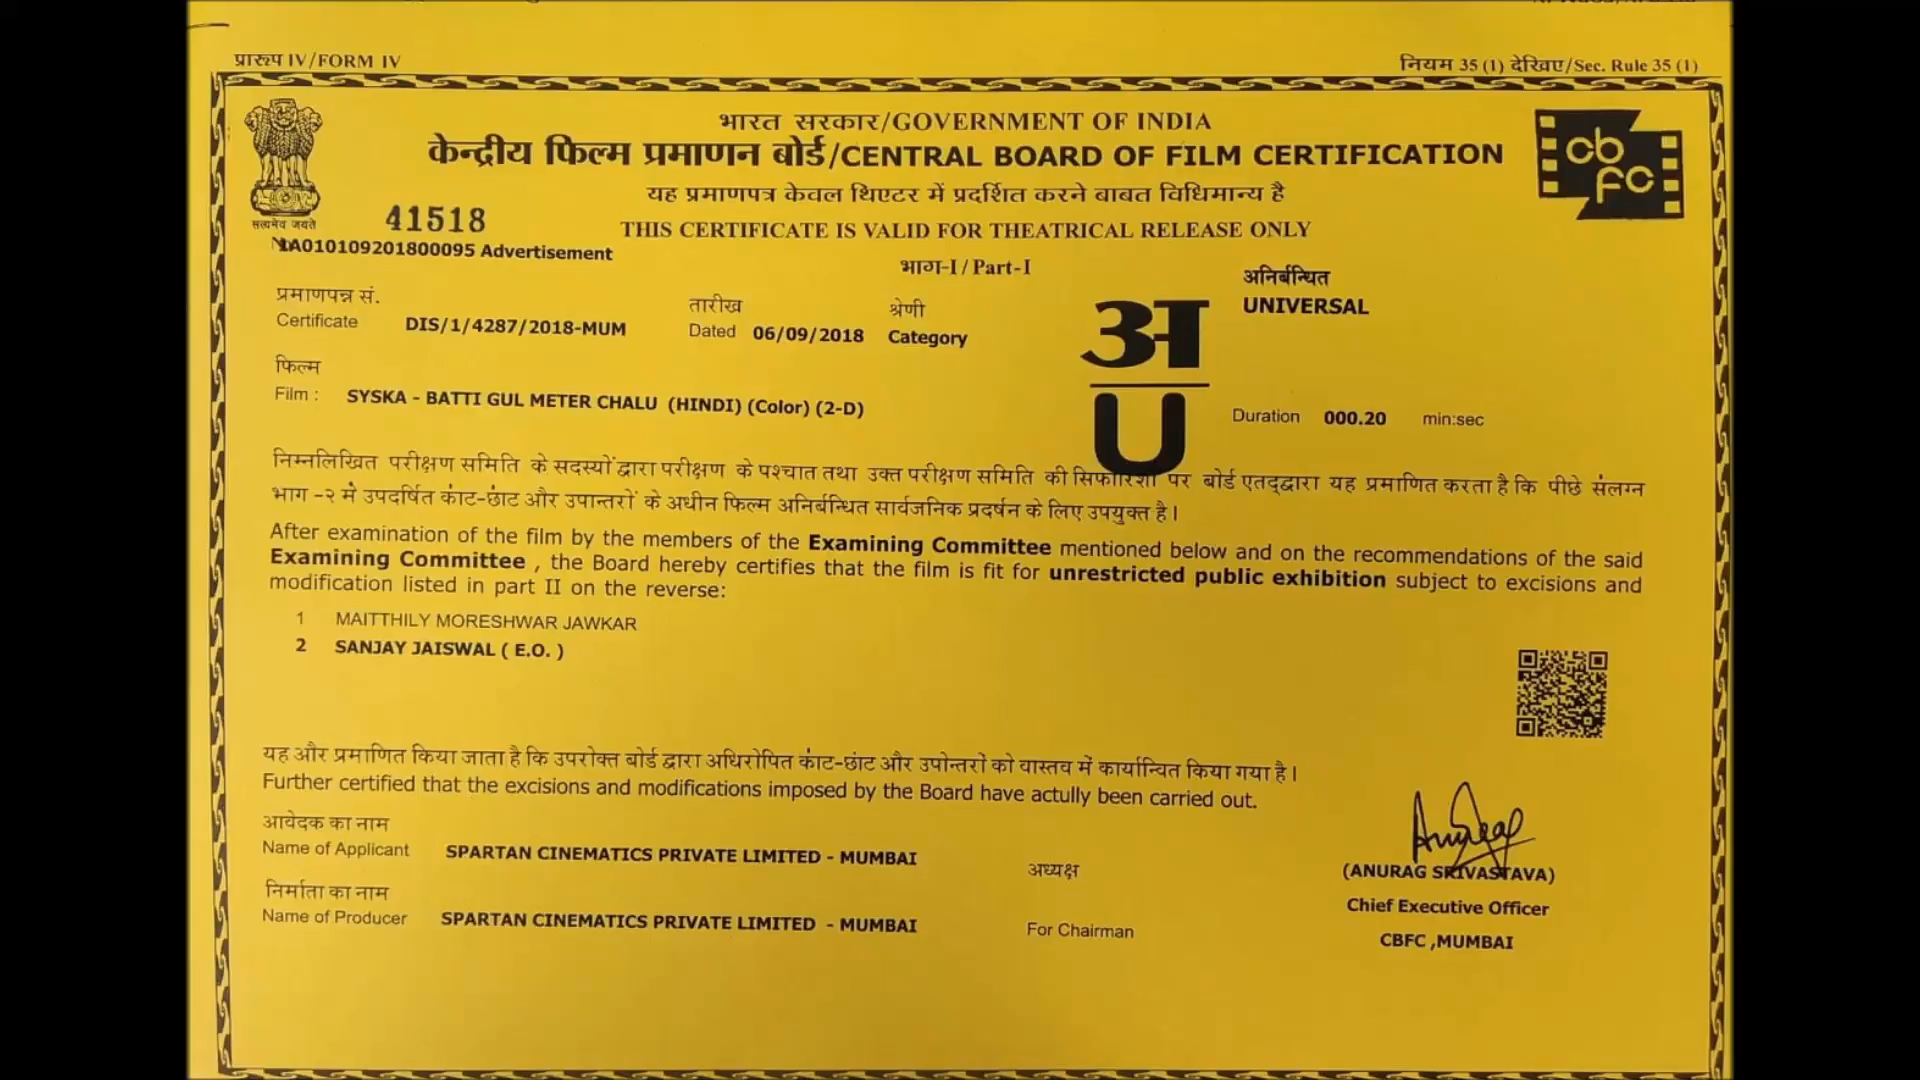 प्रारूप IV/FORM IV
नियम 35 (1) देखिए/Sec. Rule 35 (1)
भारत सरकार/GOVERNMENT OF INDIA
केन्द्रीय फिल्म प्रमाणन बोर्ड/CENTRAL BOARD OF FILM CERTIFICATION
cb
fc
यह प्रमाणपत्र केवल थिएटर में प्रदर्शित करने बाबत विधिमान्य है
सत्यमेव जयते
41518
THIS CERTIFICATE IS VALID FOR THEATRICAL RELEASE ONLY
1A010109201800095 Advertisement
भाग-I / Part-I
अनिर्बन्धित
UNIVERSAL
प्रमाणपत्र सं.
Certificate DIS/1/4287/2018-MUM
तारीख
Dated 06/09/2018
श्रेणी
Category
अ
U
फिल्म
Film : SYSKA - BATTI GUL METER CHALU (HINDI) (Color) (2-D)
Duration 000.20 min:sec
निम्नलिखित परीक्षण समिति के सदस्यों द्वारा परीक्षण के पश्चात तथा उक्त परीक्षण समिति की सिफारिशों पर बोर्ड एतद्द्वारा यह प्रमाणित करता है कि पीछे संलग्न
भाग -२ में उपदर्षित कांट-छांट और उपान्तरों के अधीन फिल्म अनिर्बन्धित सार्वजनिक प्रदर्षन के लिए उपयुक्त है।
After examination of the film by the members of the Examining Committee mentioned below and on the recommendations of the said
Examining Committee , the Board hereby certifies that the film is fit for unrestricted public exhibition subject to excisions and
modification listed in part II on the reverse:
1 MAITTHILY MORESHWAR JAWKAR
2 SANJAY JAISWAL ( E.O. )
यह और प्रमाणित किया जाता है कि उपरोक्त बोर्ड द्वारा अधिरोपित कांट-छांट और उपोन्तरों को वास्तव में कार्यान्वित किया गया है।
Further certified that the excisions and modifications imposed by the Board have actully been carried out.
आवेदक का नाम
Name of Applicant SPARTAN CINEMATICS PRIVATE LIMITED - MUMBAI
निर्माता का नाम
Name of Producer SPARTAN CINEMATICS PRIVATE LIMITED - MUMBAI
अध्यक्ष
For Chairman
(ANURAG SRIVASTAVA)
Chief Executive Officer
CBFC ,MUMBAI